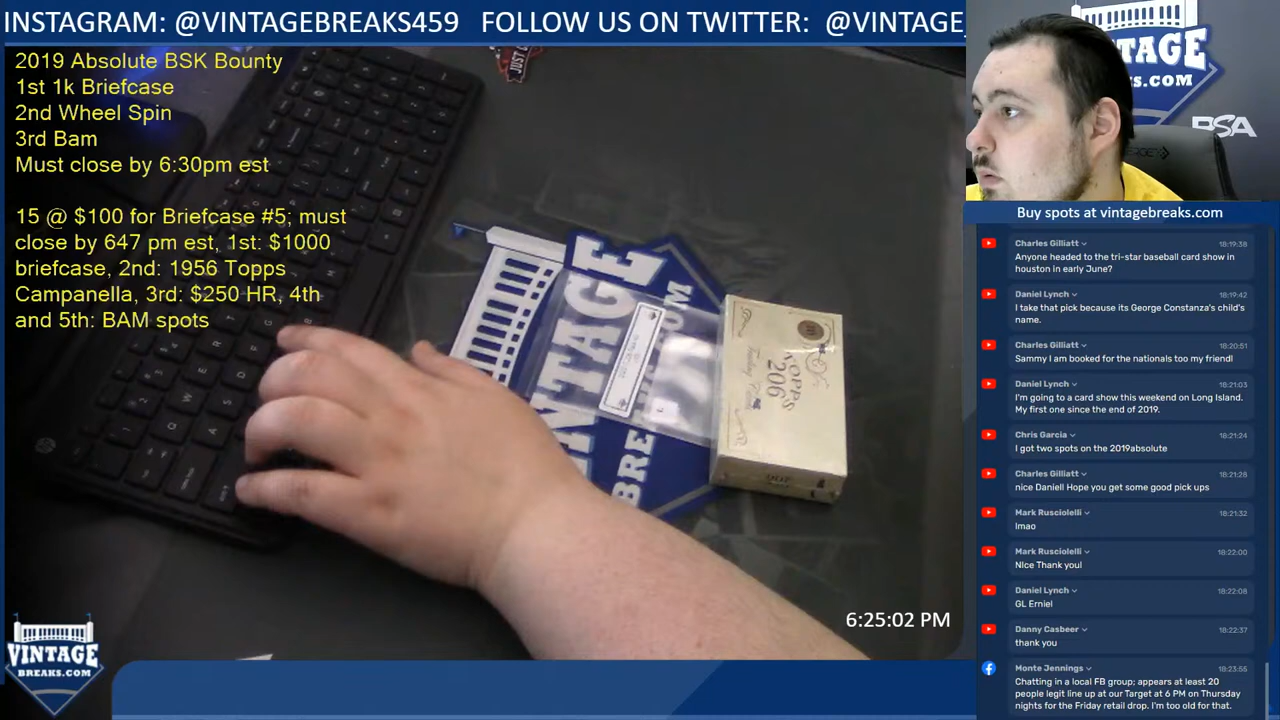 INSTAGRAM: @VINTAGEBREAKS459 FOLLOW US ON TWITTER: @VINTAGE_
2019 Absolute BSK Bounty
1st 1k Briefcase
2nd Wheel Spin
3rd Bam
Must close by 6:30pm est
15 @ $100 for Briefcase #5; must
close by 647 pm est, 1st: $1000
briefcase, 2nd: 1956 Topps
Campanella, 3rd: $250 HR, 4th
and 5th: BAM spots
JUST
VINTAGE
BRE
.COM
TOPPS
206
6:25:02 PM
VINTAGE
BREAKS.COM
NTAGE
.COM
BSA
Buy spots at vintagebreaks.com
Charles Gilliatt 18:19:38
Anyone headed to the tri-star baseball card show in
houston in early June?
Daniel Lynch 18:19:42
I take that pick because its George Constanza's child's
name.
Charles Gilliatt 18:20:51
Sammy I am booked for the nationals too my friend!
Daniel Lynch 18:21:03
I'm going to a card show this weekend on Long Island.
My first one since the end of 2019.
Chris Garcia 18:21:24
I got two spots on the 2019absolute
Charles Gilliatt 18:21:28
nice Daniel! Hope you get some good pick ups
Mark Rusciolelli 18:21:32
lmao
Mark Rusciolelli 18:22:00
NIce Thank you!
Daniel Lynch 18:22:08
GL Ernie!
Danny Casbeer 18:22:37
thank you
Monte Jennings 18:23:55
Chatting in a local FB group; appears at least 20
people legit line up at our Target at 6 PM on Thursday
nights for the Friday retail drop. I'm too old for that.